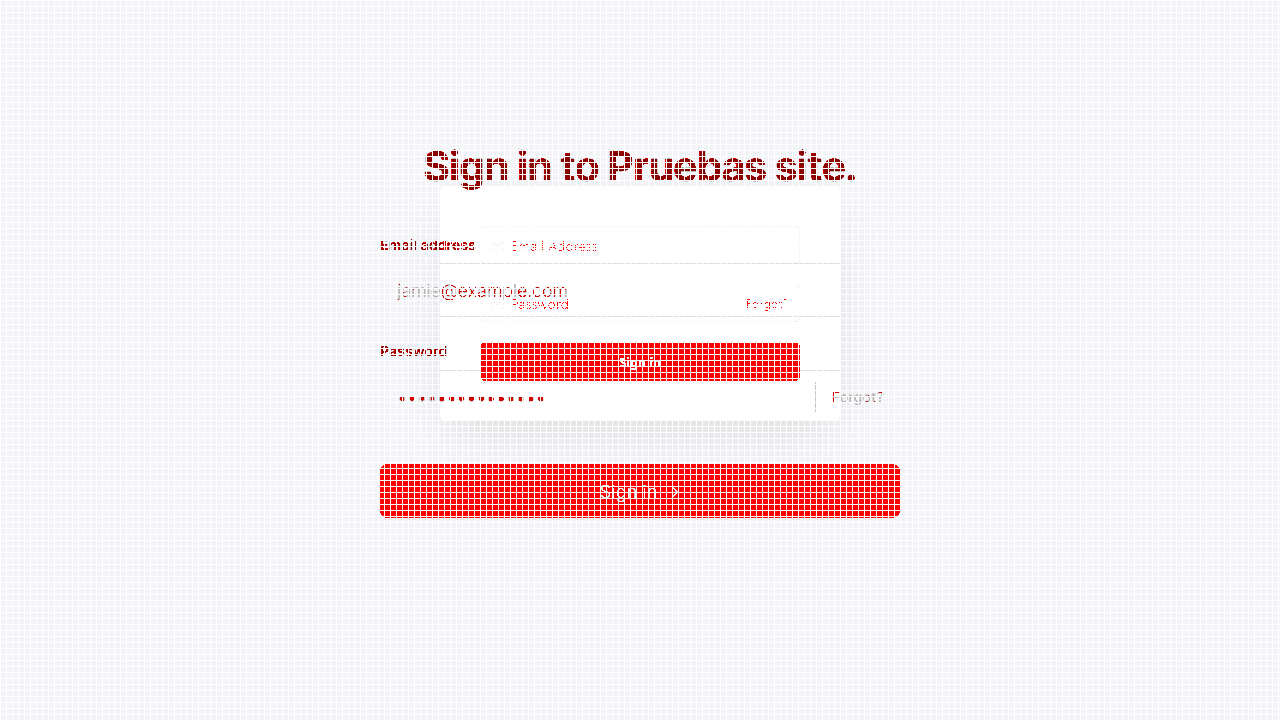 Sign in to Pruebas site.
Email address
Email Address
jamie@example.com
Password
Forgot?
Password
Sign in
Forgot?
Sign in